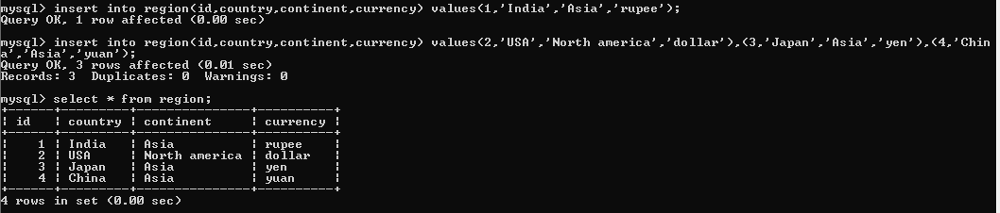 mysql> insert into region(id,country,continent,currency) values(1,'India','Asia','rupee');
Query OK, 1 row affected (0.00 sec)
mysql> insert into region(id,country,continent,currency) values(2,'USA','North america','dollar'),(3,'Japan','Asia','yen'),(4,'Chin
a','Asia','yuan');
Query OK, 3 rows affected (0.01 sec)
Records: 3  Duplicates: 0  Warnings: 0
mysql> select * from region;
+------+---------+---------------+----------+
| id   | country | continent     | currency |
+------+---------+---------------+----------+
|    1 | India   | Asia          | rupee    |
|    2 | USA     | North america | dollar   |
|    3 | Japan   | Asia          | yen      |
|    4 | China   | Asia          | yuan     |
+------+---------+---------------+----------+
4 rows in set (0.00 sec)